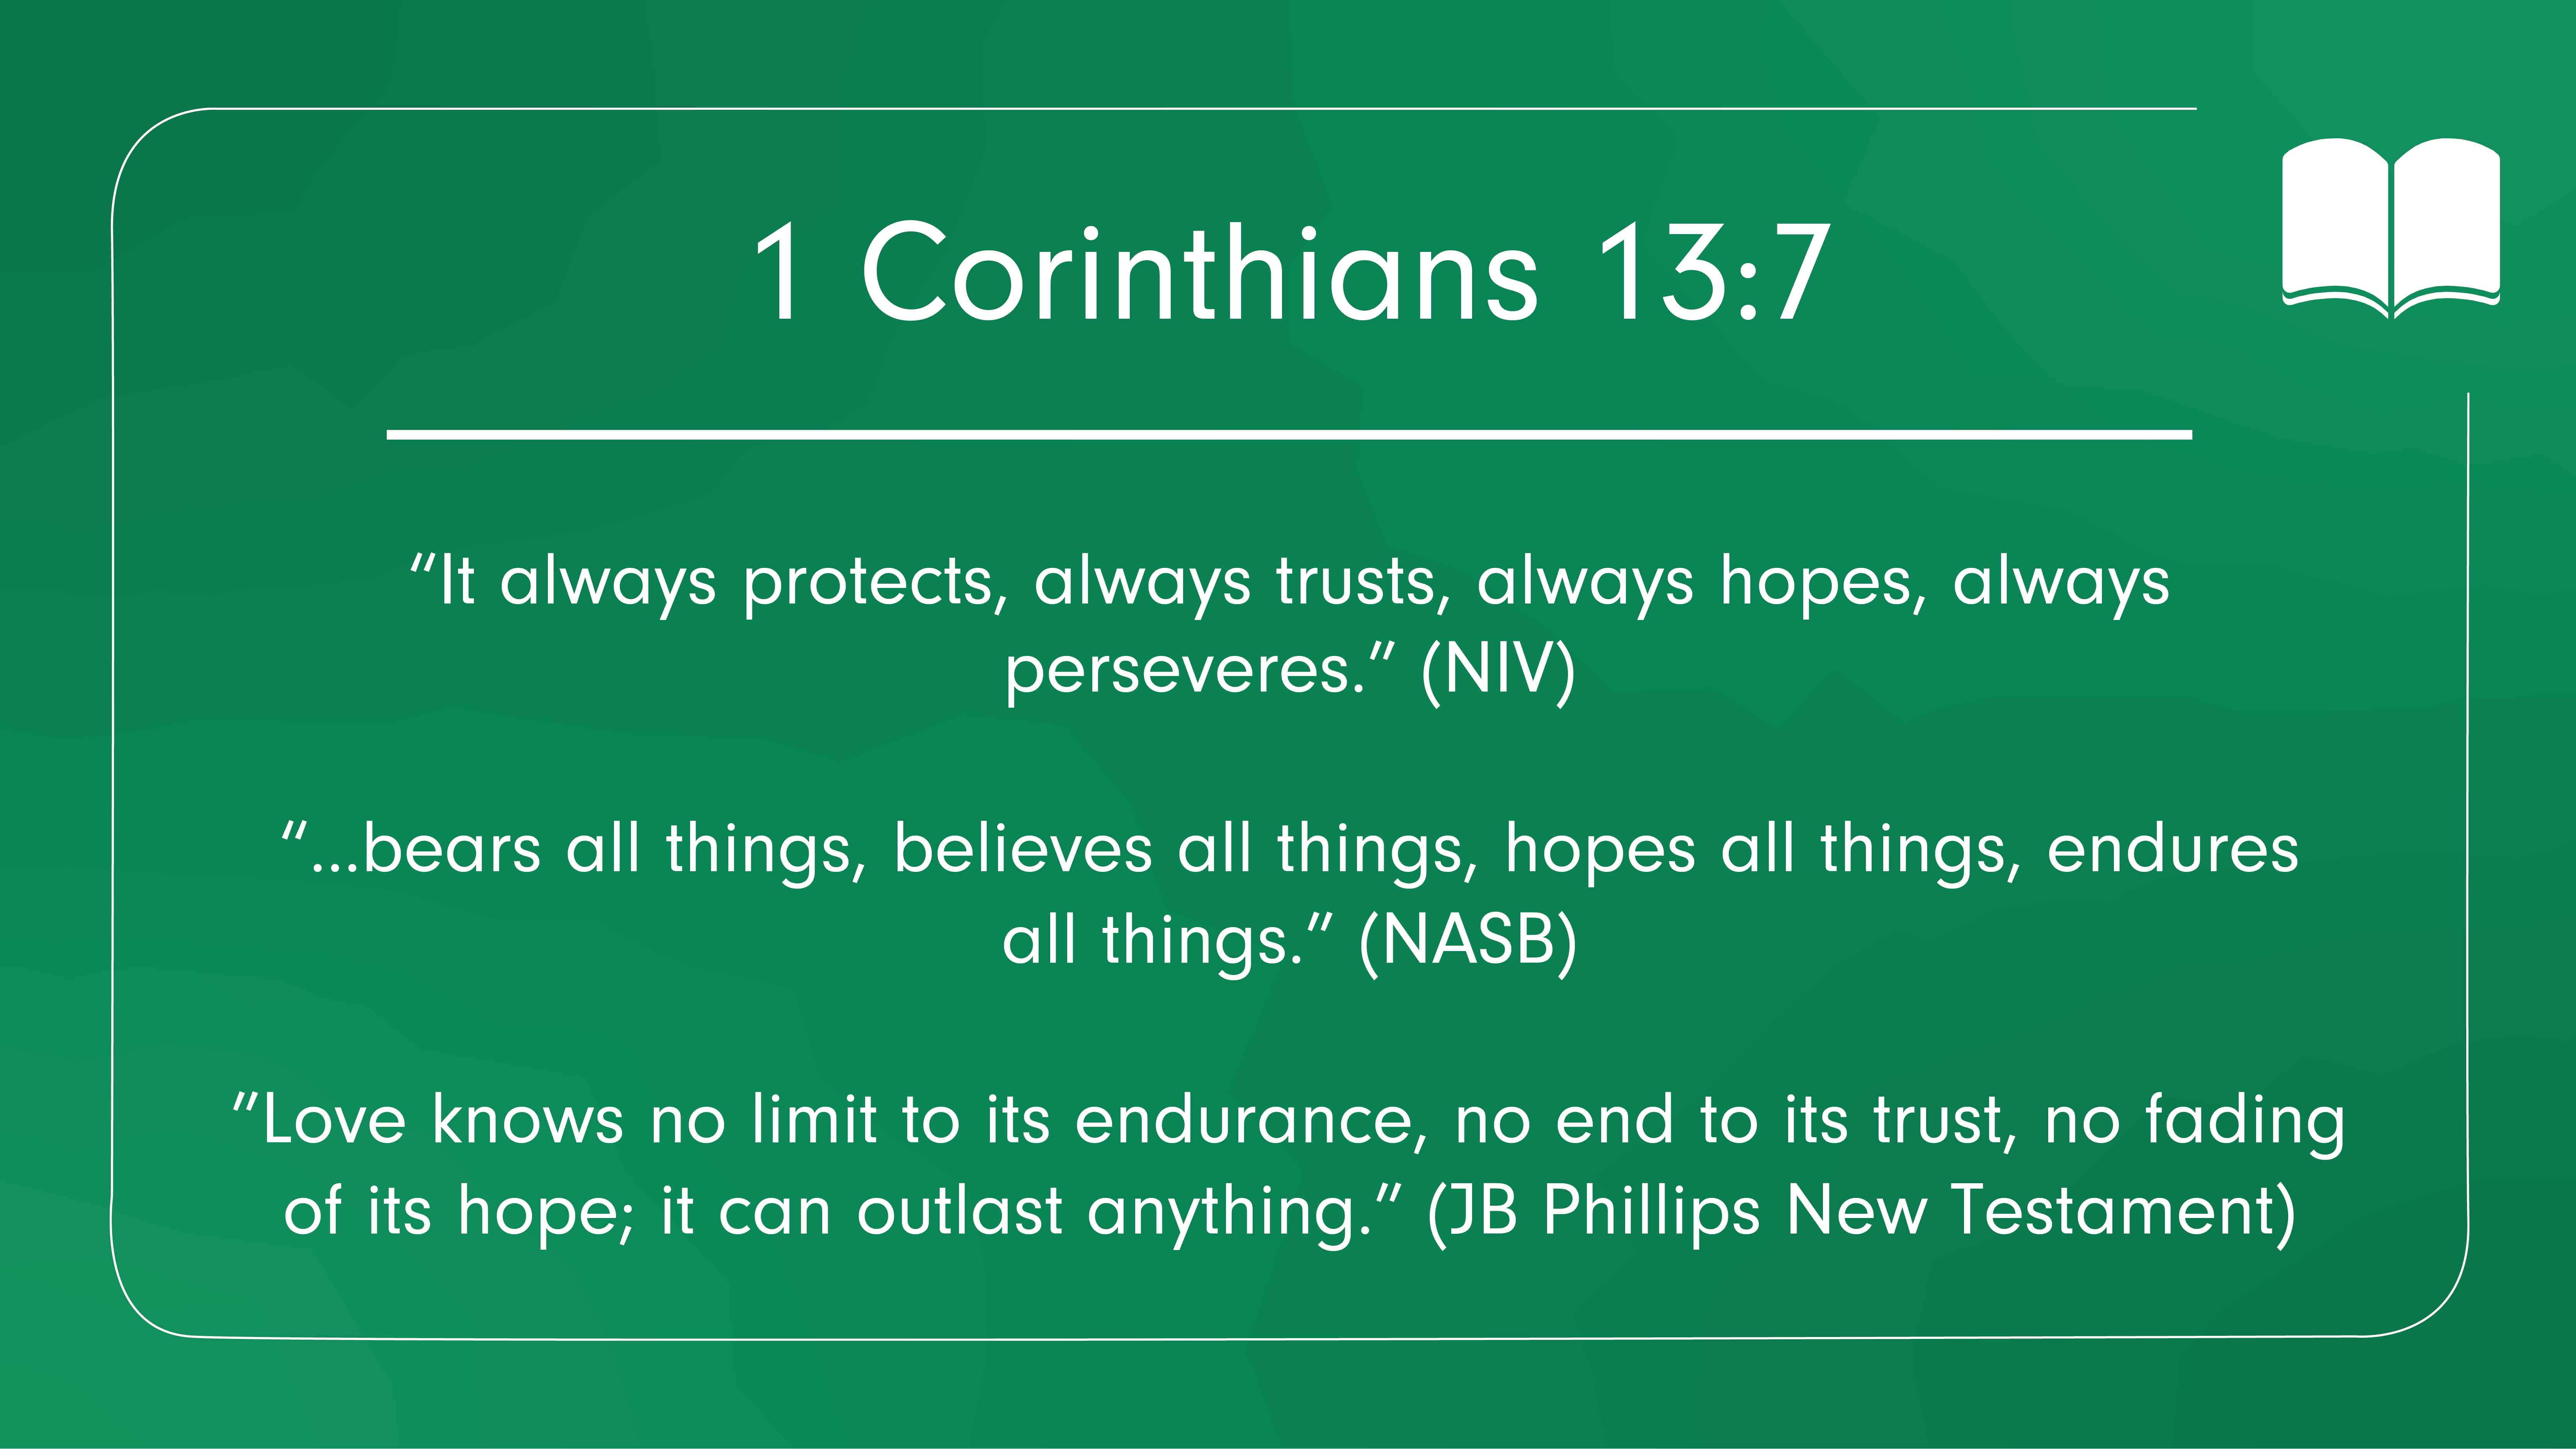 1 Corinthians 13:7
“It always protects, always trusts, always hopes, always
perseveres.” (NIV)
“...bears all things, believes all things, hopes all things, endures
all things.” (NASB)
”Love knows no limit to its endurance, no end to its trust, no fading
of its hope; it can outlast anything.” (JB Phillips New Testament)